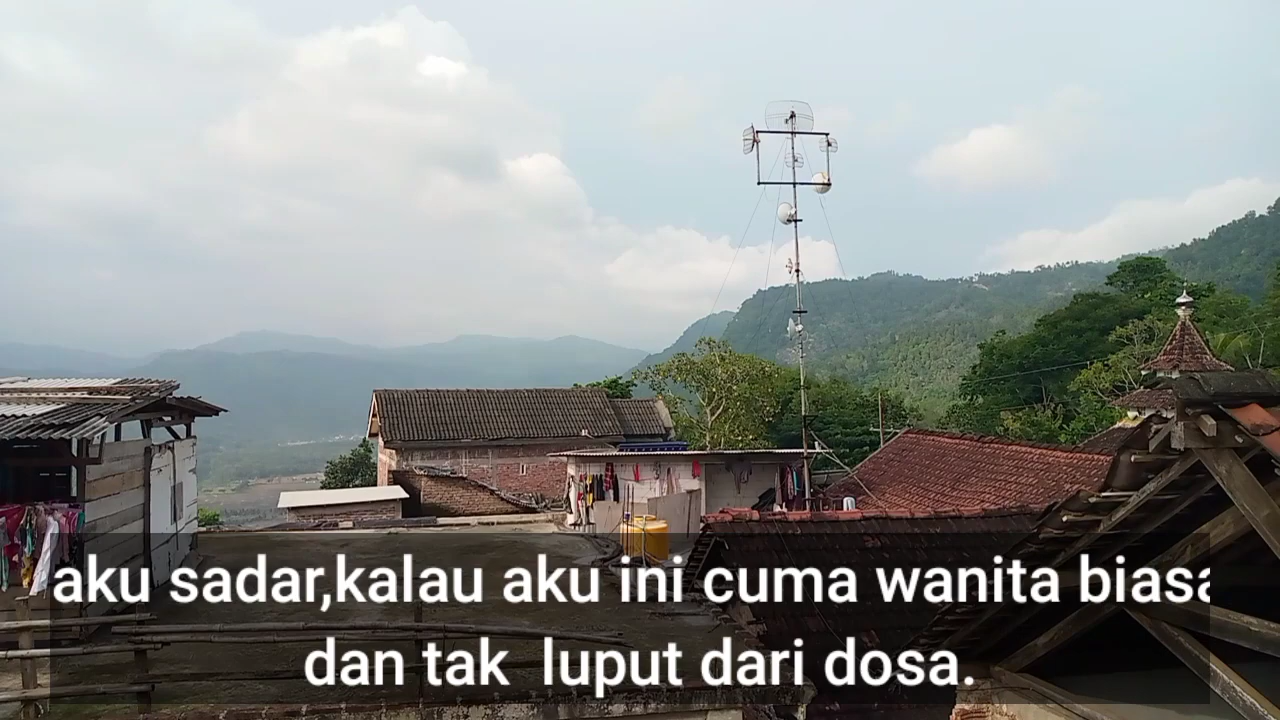 aku sadar,kalau aku ini cuma wanita biasa
dan tak luput dari dosa.